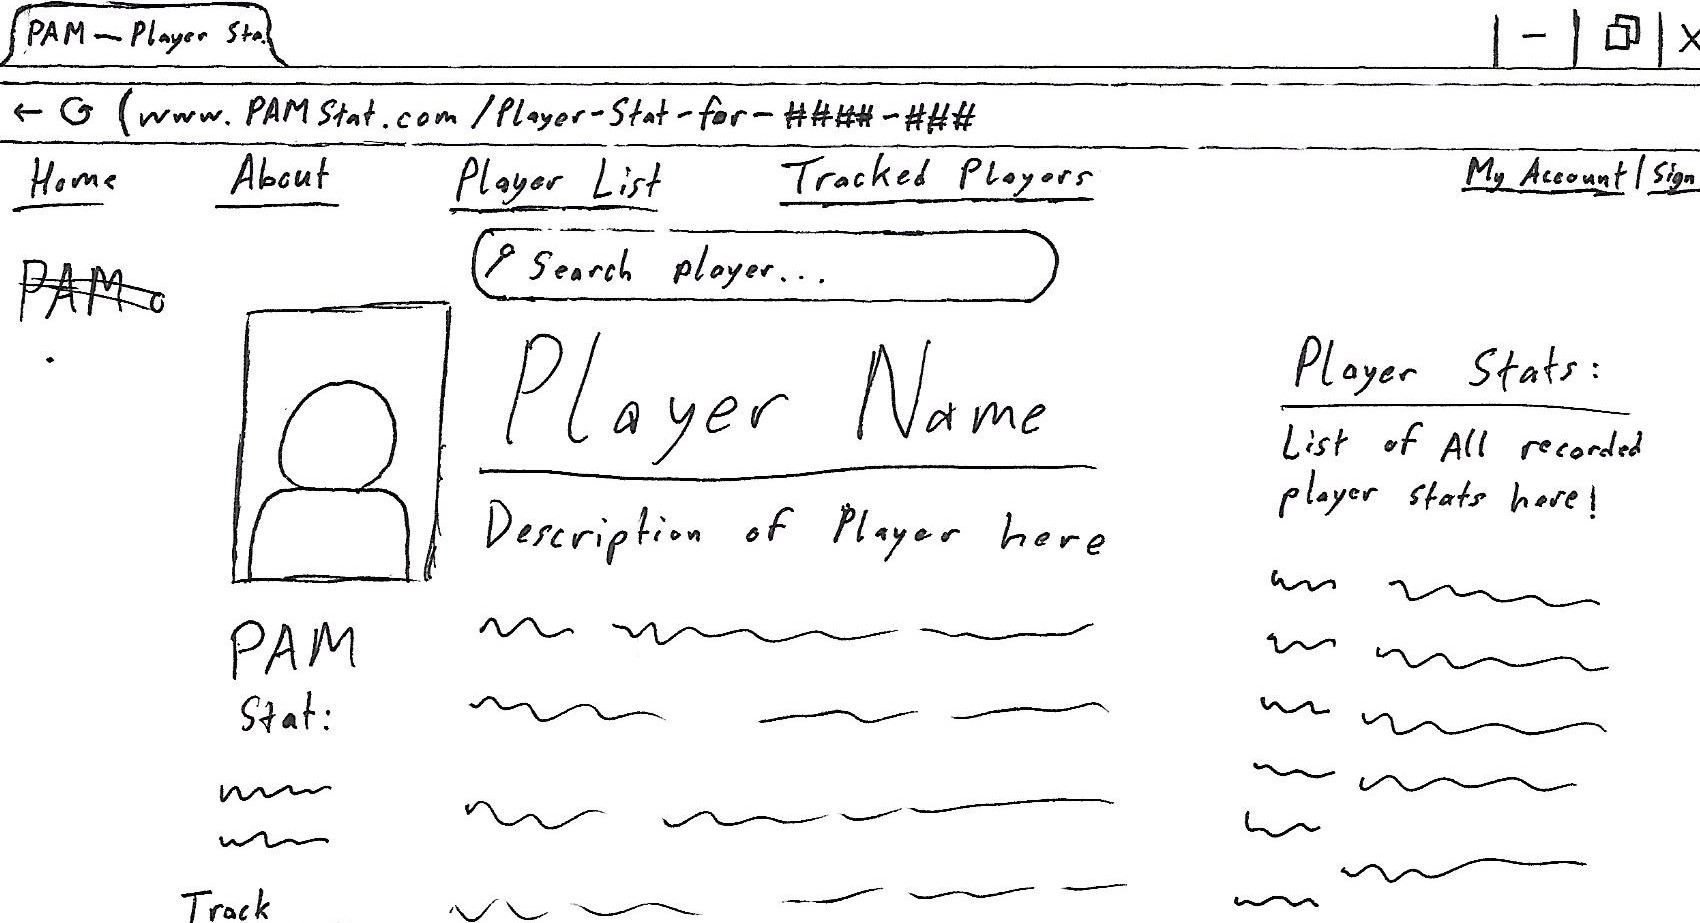 PAM - Player Sta
www.PAMStat.com/Player-Stat-for-####-###
Home About Player List Tracked Players My Account | Sign
Search player...
Player Name
Description of Player here
PAM
Stat:
Track
Player Stats:
List of All recorded
player stats here!